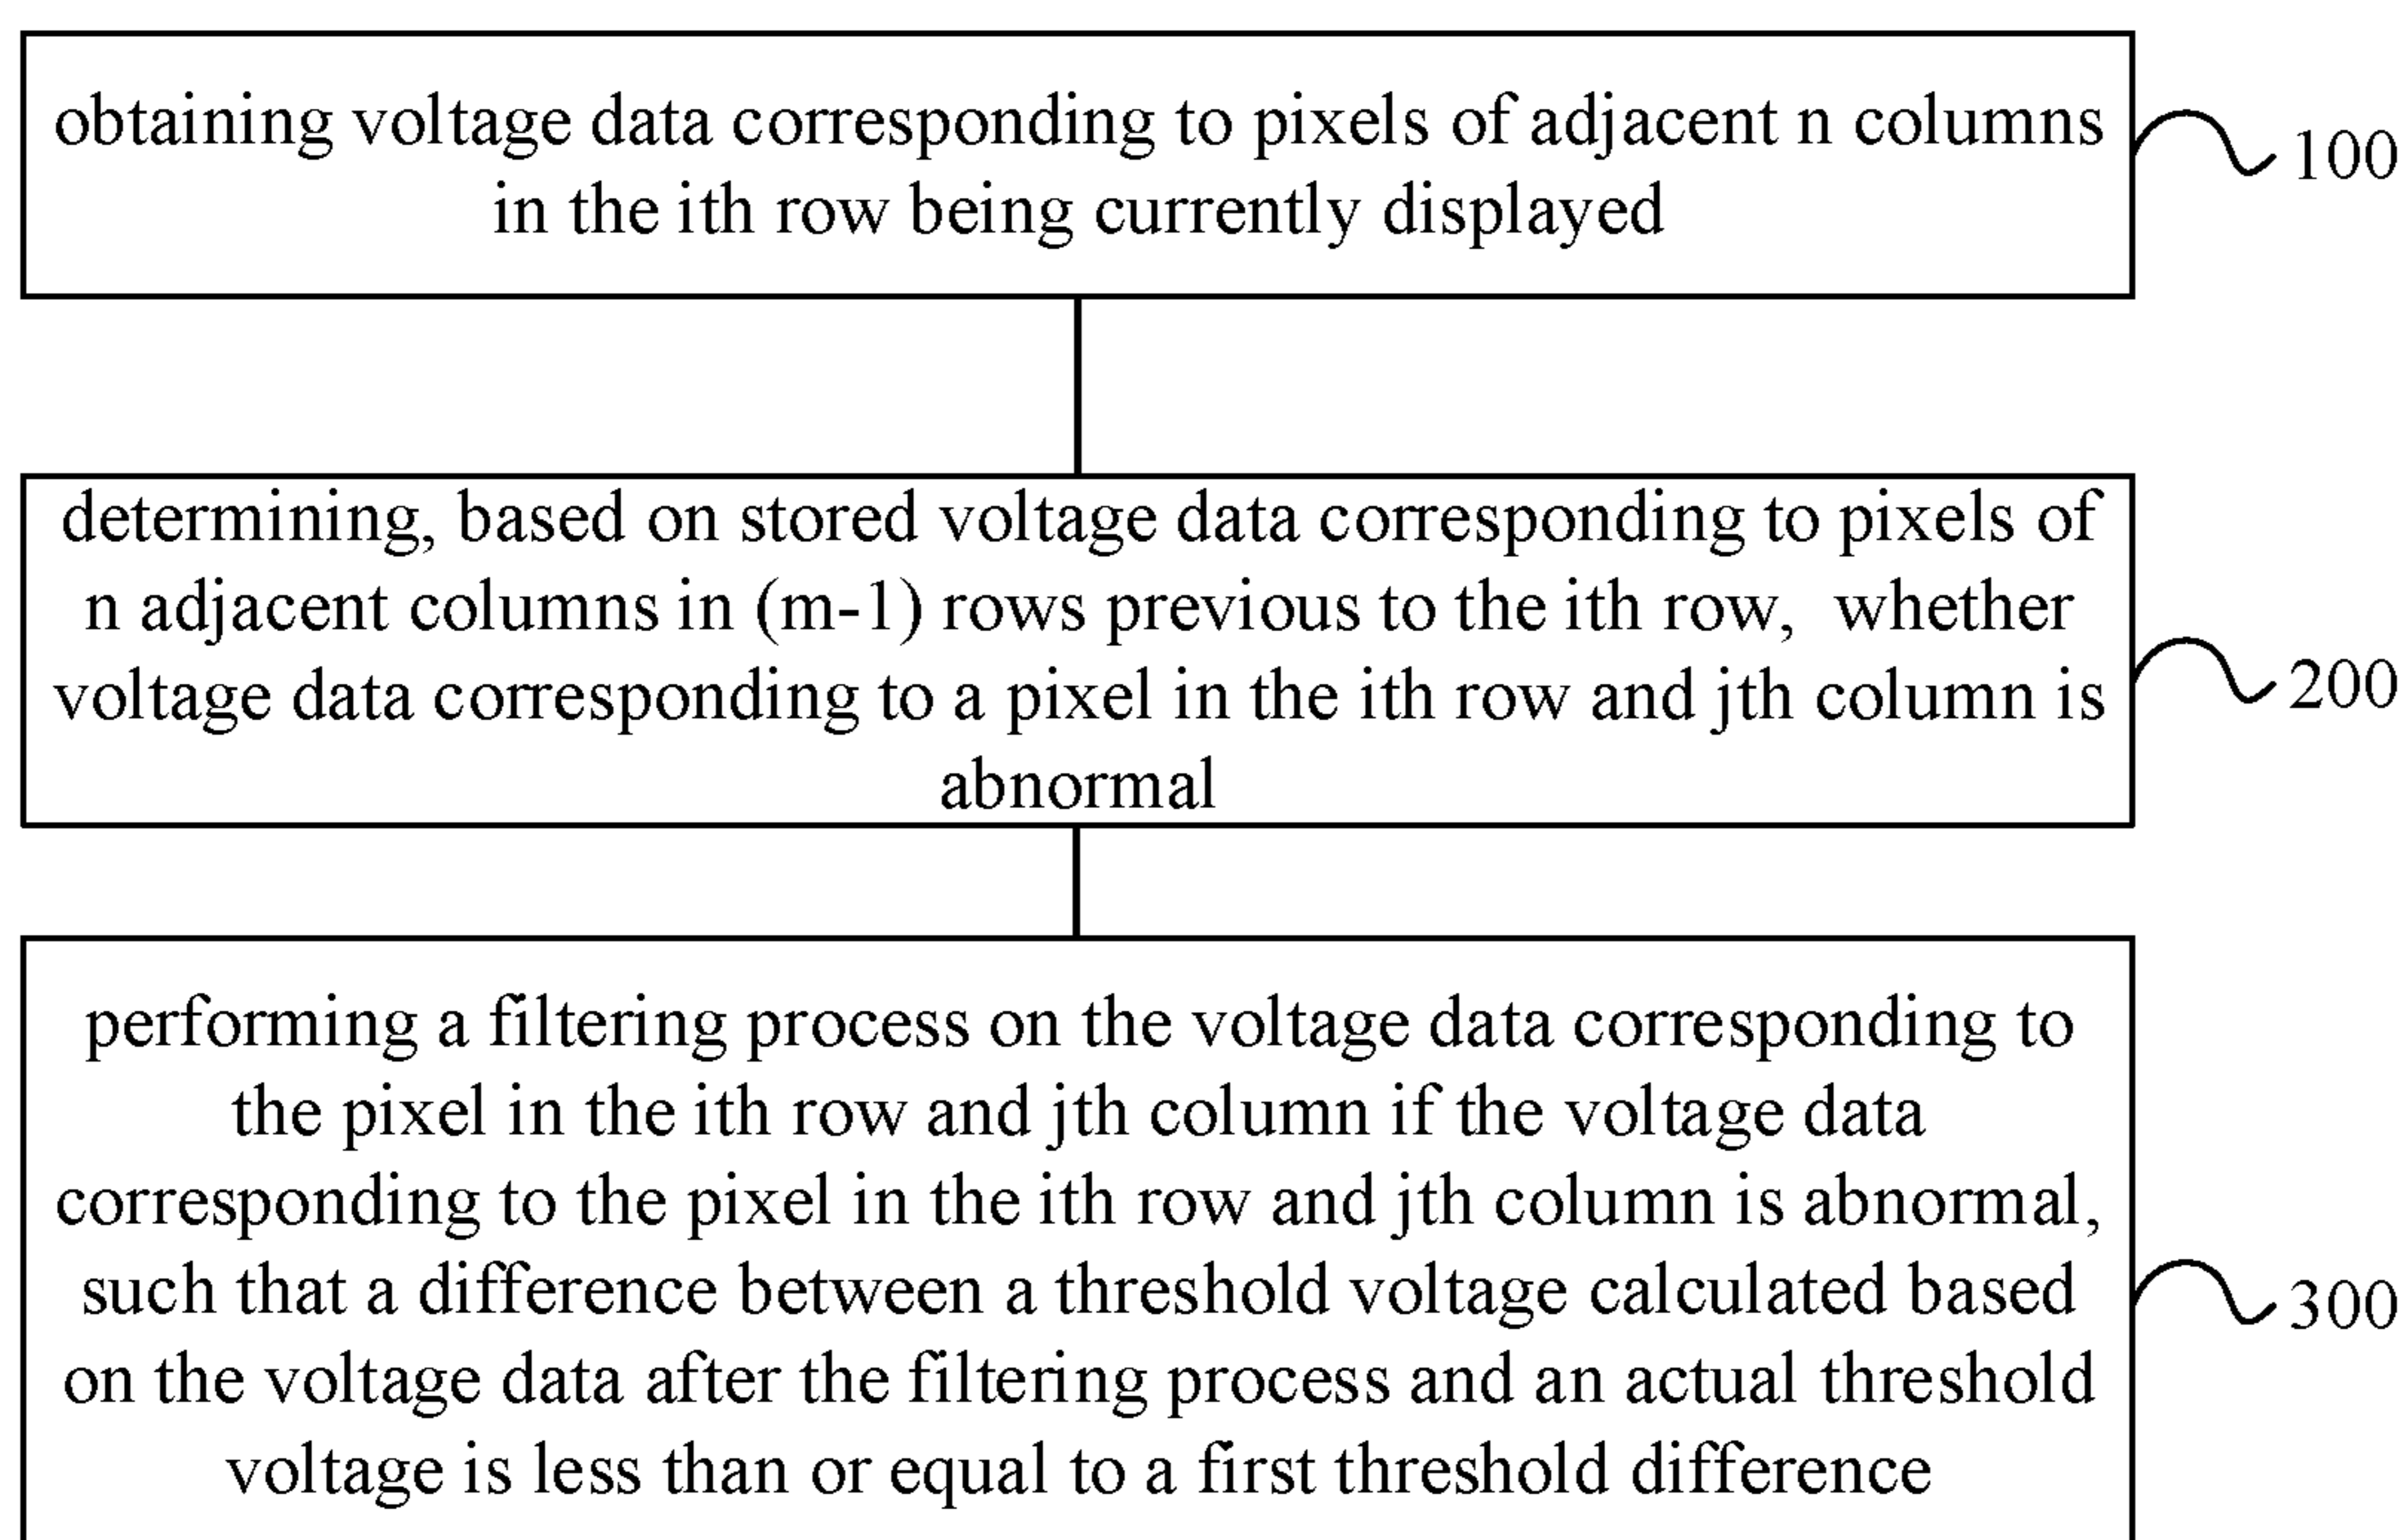 obtaining voltage data corresponding to pixels of adjacent n columns
in the ith row being currently displayed
100
determining, based on stored voltage data corresponding to pixels of
n adjacent columns in (m-1) rows previous to the ith row, whether
voltage data corresponding to a pixel in the ith row and jth column is
abnormal
200
performing a filtering process on the voltage data corresponding to
the pixel in the ith row and jth column if the voltage data
corresponding to the pixel in the ith row and jth column is abnormal,
such that a difference between a threshold voltage calculated based
on the voltage data after the filtering process and an actual threshold
voltage is less than or equal to a first threshold difference
300